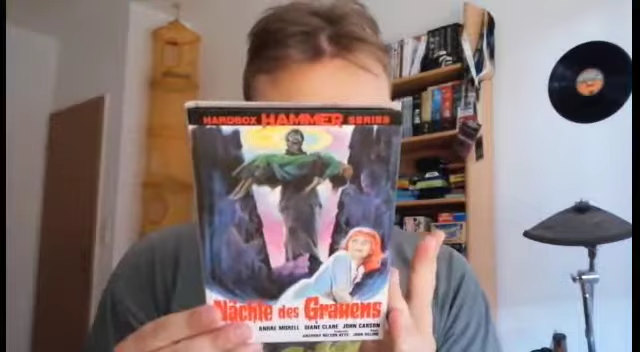 HARDBOX HAMMER SERIES
Nächte des Grauens
ANDRE MORELL DIANE CLARE JOHN CARSON